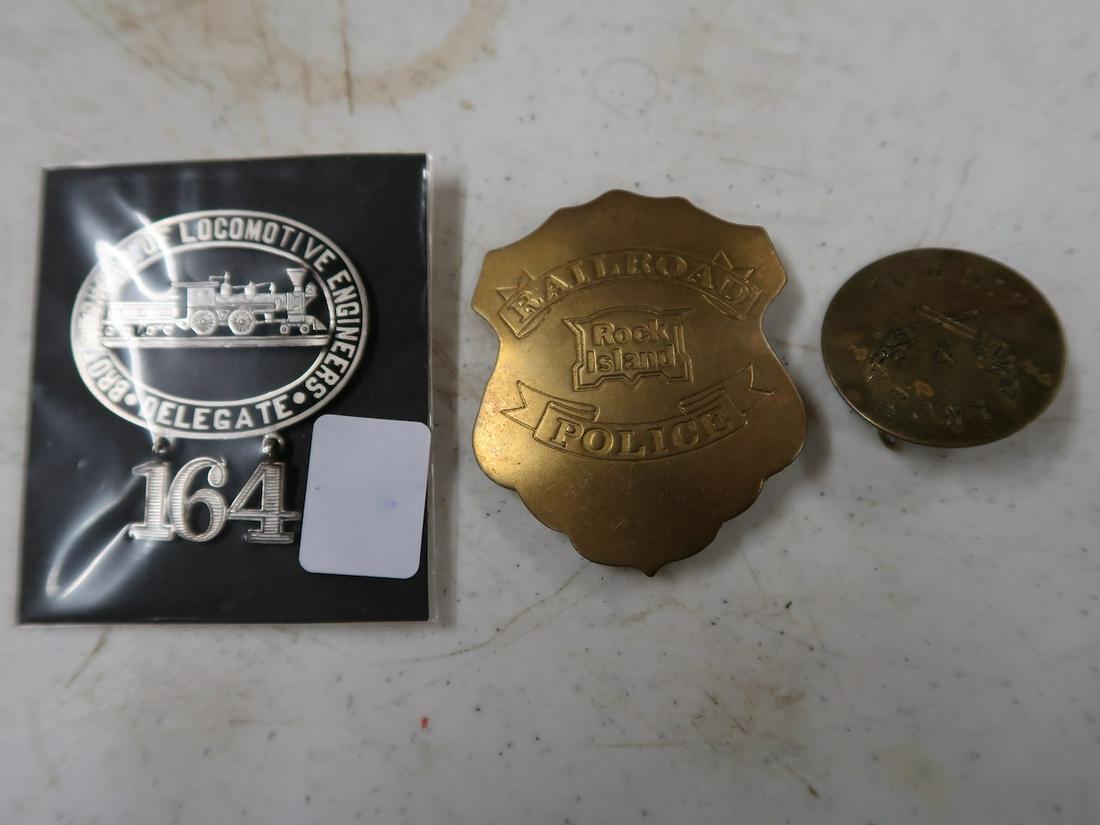 LOCOMOTIVE ENGINEERS
• DELEGATE •
164
RAILROAD
Rock
Island
POLICE
&